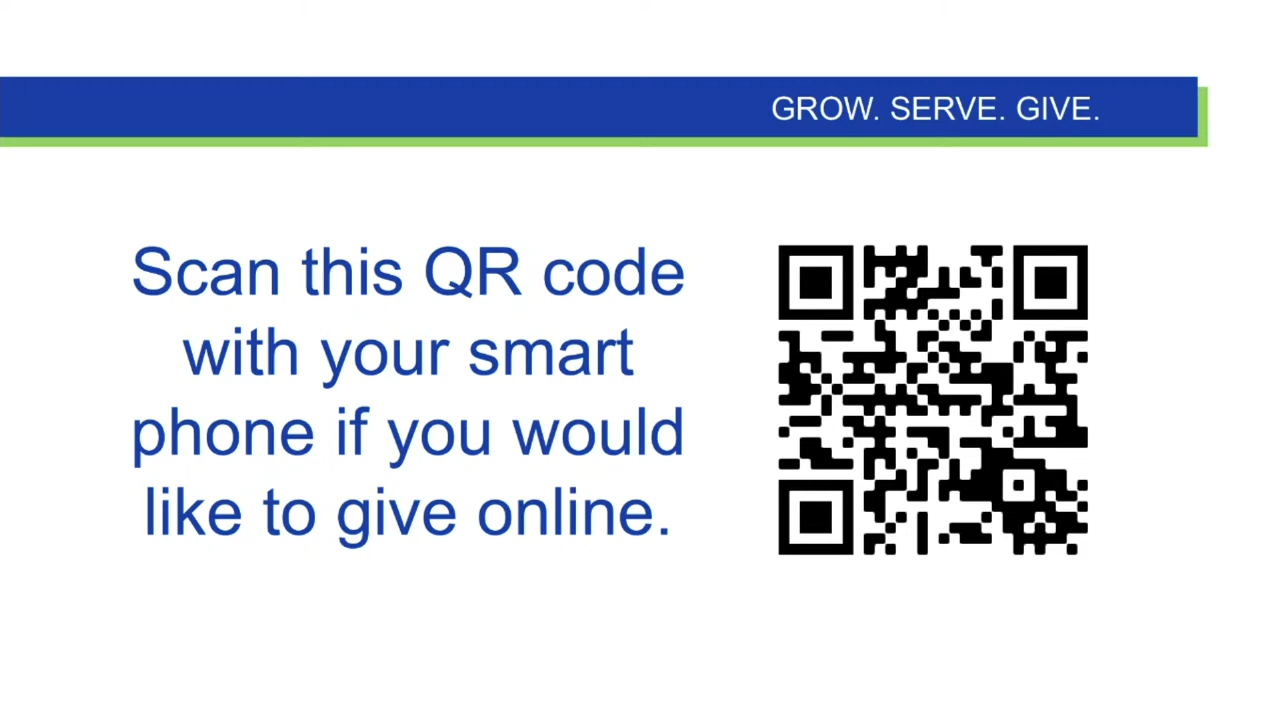 GROW. SERVE. GIVE.
Scan this QR code
with your smart
phone if you would
like to give online.